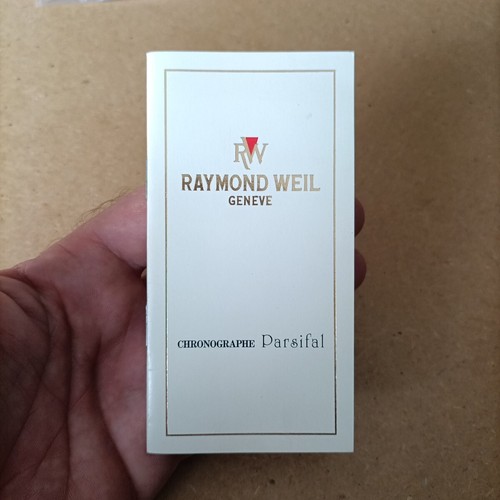 RW
RAYMOND WEIL
GENEVE
CHRONOGRAPHE Parsifal